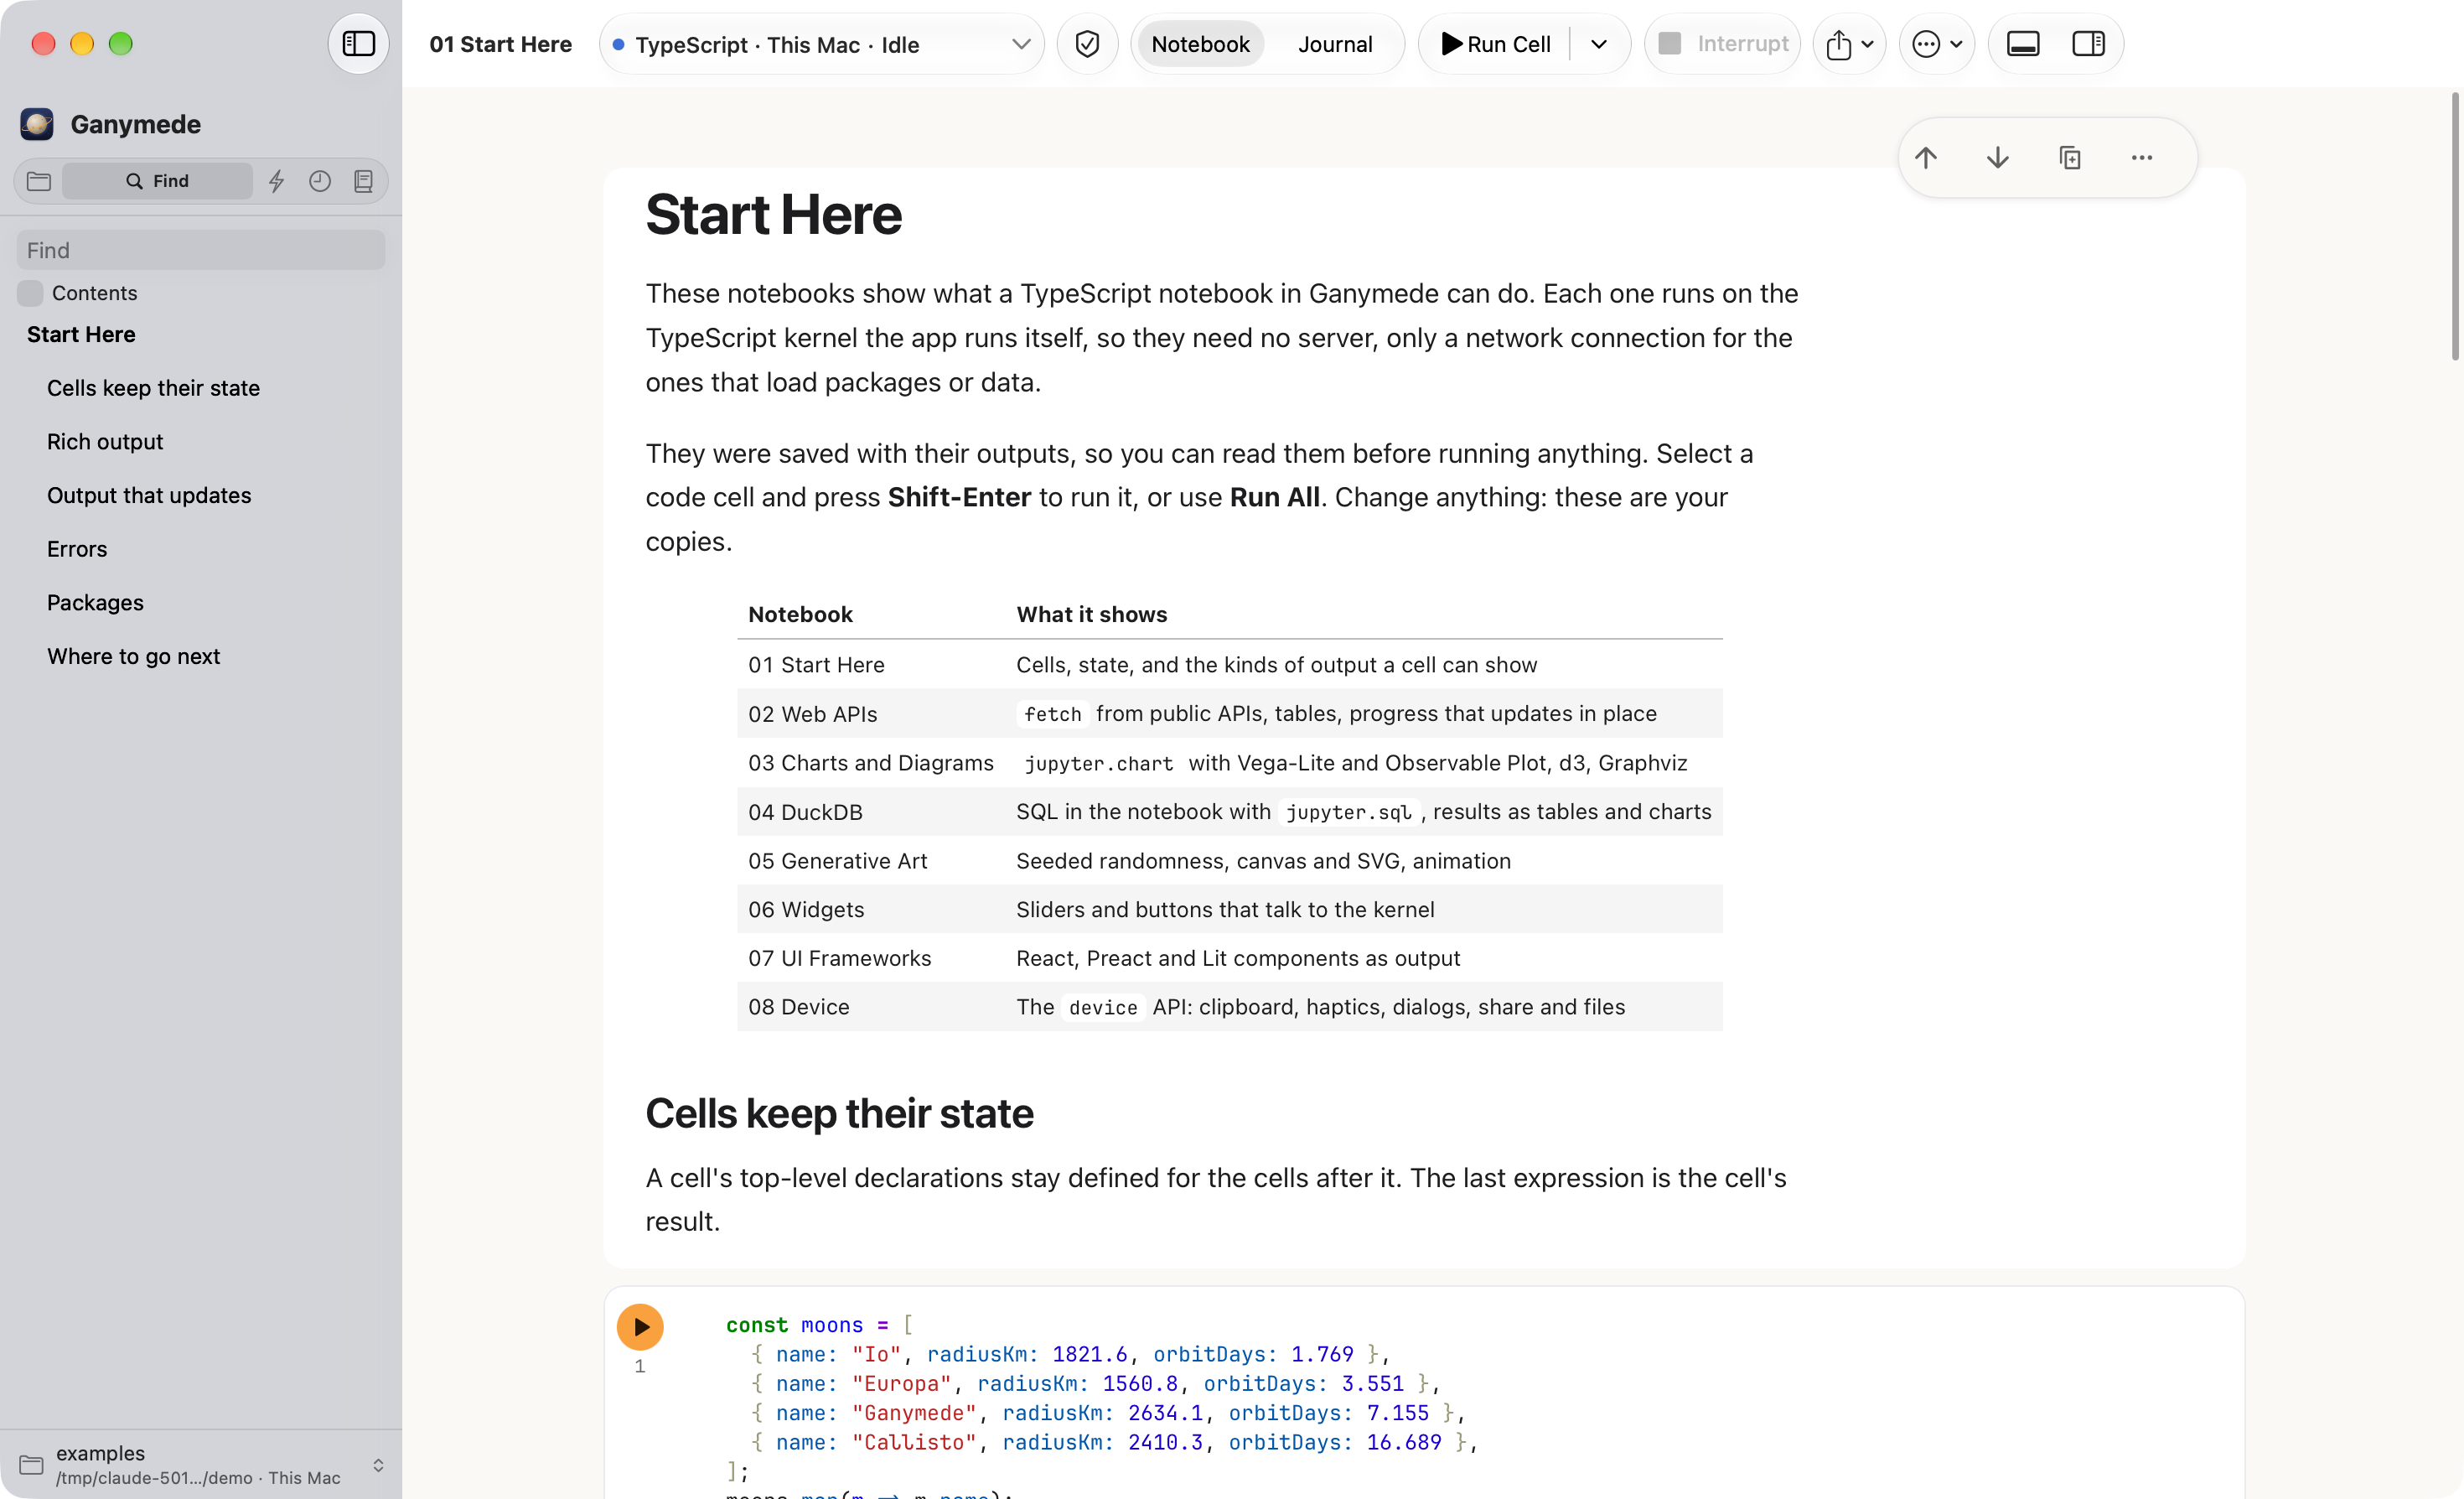 01 Start Here
TypeScript · This Mac · Idle
Notebook
Journal
Run Cell
Interrupt
Ganymede
Find
Find
Contents
Start Here
Cells keep their state
Rich output
Output that updates
Errors
Packages
Where to go next
examples
/tmp/claude-501.../demo · This Mac
Start Here
These notebooks show what a TypeScript notebook in Ganymede can do. Each one runs on the
TypeScript kernel the app runs itself, so they need no server, only a network connection for the
ones that load packages or data.
They were saved with their outputs, so you can read them before running anything. Select a
code cell and press Shift-Enter to run it, or use Run All. Change anything: these are your
copies.
Notebook What it shows
01 Start Here Cells, state, and the kinds of output a cell can show
02 Web APIs fetch from public APIs, tables, progress that updates in place
03 Charts and Diagrams jupyter.chart with Vega-Lite and Observable Plot, d3, Graphviz
04 DuckDB SQL in the notebook with jupyter.sql, results as tables and charts
05 Generative Art Seeded randomness, canvas and SVG, animation
06 Widgets Sliders and buttons that talk to the kernel
07 UI Frameworks React, Preact and Lit components as output
08 Device The device API: clipboard, haptics, dialogs, share and files
Cells keep their state
A cell's top-level declarations stay defined for the cells after it. The last expression is the cell's
result.
1
const moons = [
{ name: "Io", radiusKm: 1821.6, orbitDays: 1.769 },
{ name: "Europa", radiusKm: 1560.8, orbitDays: 3.551 },
{ name: "Ganymede", radiusKm: 2634.1, orbitDays: 7.155 },
{ name: "Callisto", radiusKm: 2410.3, orbitDays: 16.689 },
];